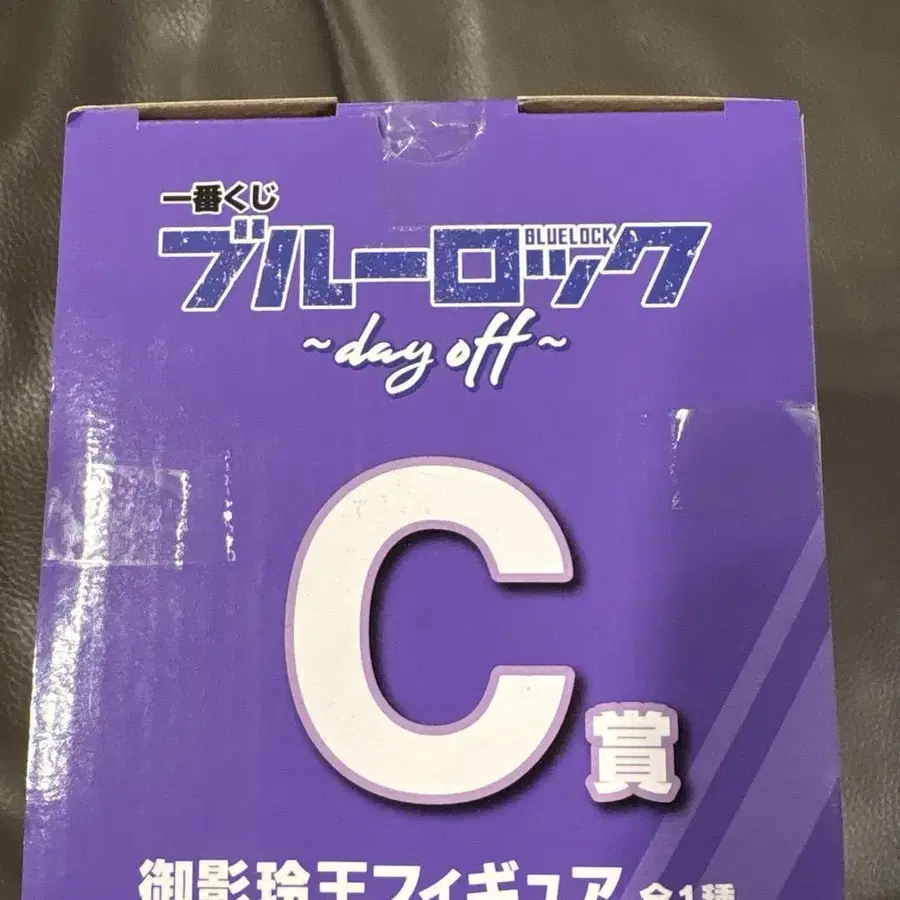 一番くじ
BLUELOCK
ブルーロック
~day off~
C賞
御影玲王フィギュア 全1種